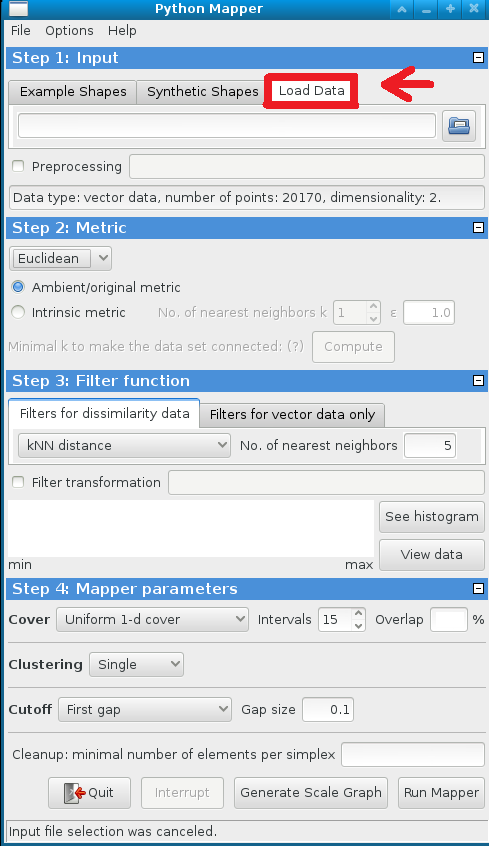 Python Mapper
File Options Help
Step 1: Input
Example Shapes Synthetic Shapes Load Data
Preprocessing
Data type: vector data, number of points: 20170, dimensionality: 2.
Step 2: Metric
Euclidean
Ambient/original metric
Intrinsic metric No. of nearest neighbors k 1 ε 1.0
Minimal k to make the data set connected: (?) Compute
Step 3: Filter function
Filters for dissimilarity data Filters for vector data only
kNN distance No. of nearest neighbors 5
Filter transformation
See histogram
View data
min max
Step 4: Mapper parameters
Cover Uniform 1-d cover Intervals 15 Overlap %
Clustering Single
Cutoff First gap Gap size 0.1
Cleanup: minimal number of elements per simplex
Quit Interrupt Generate Scale Graph Run Mapper
Input file selection was canceled.